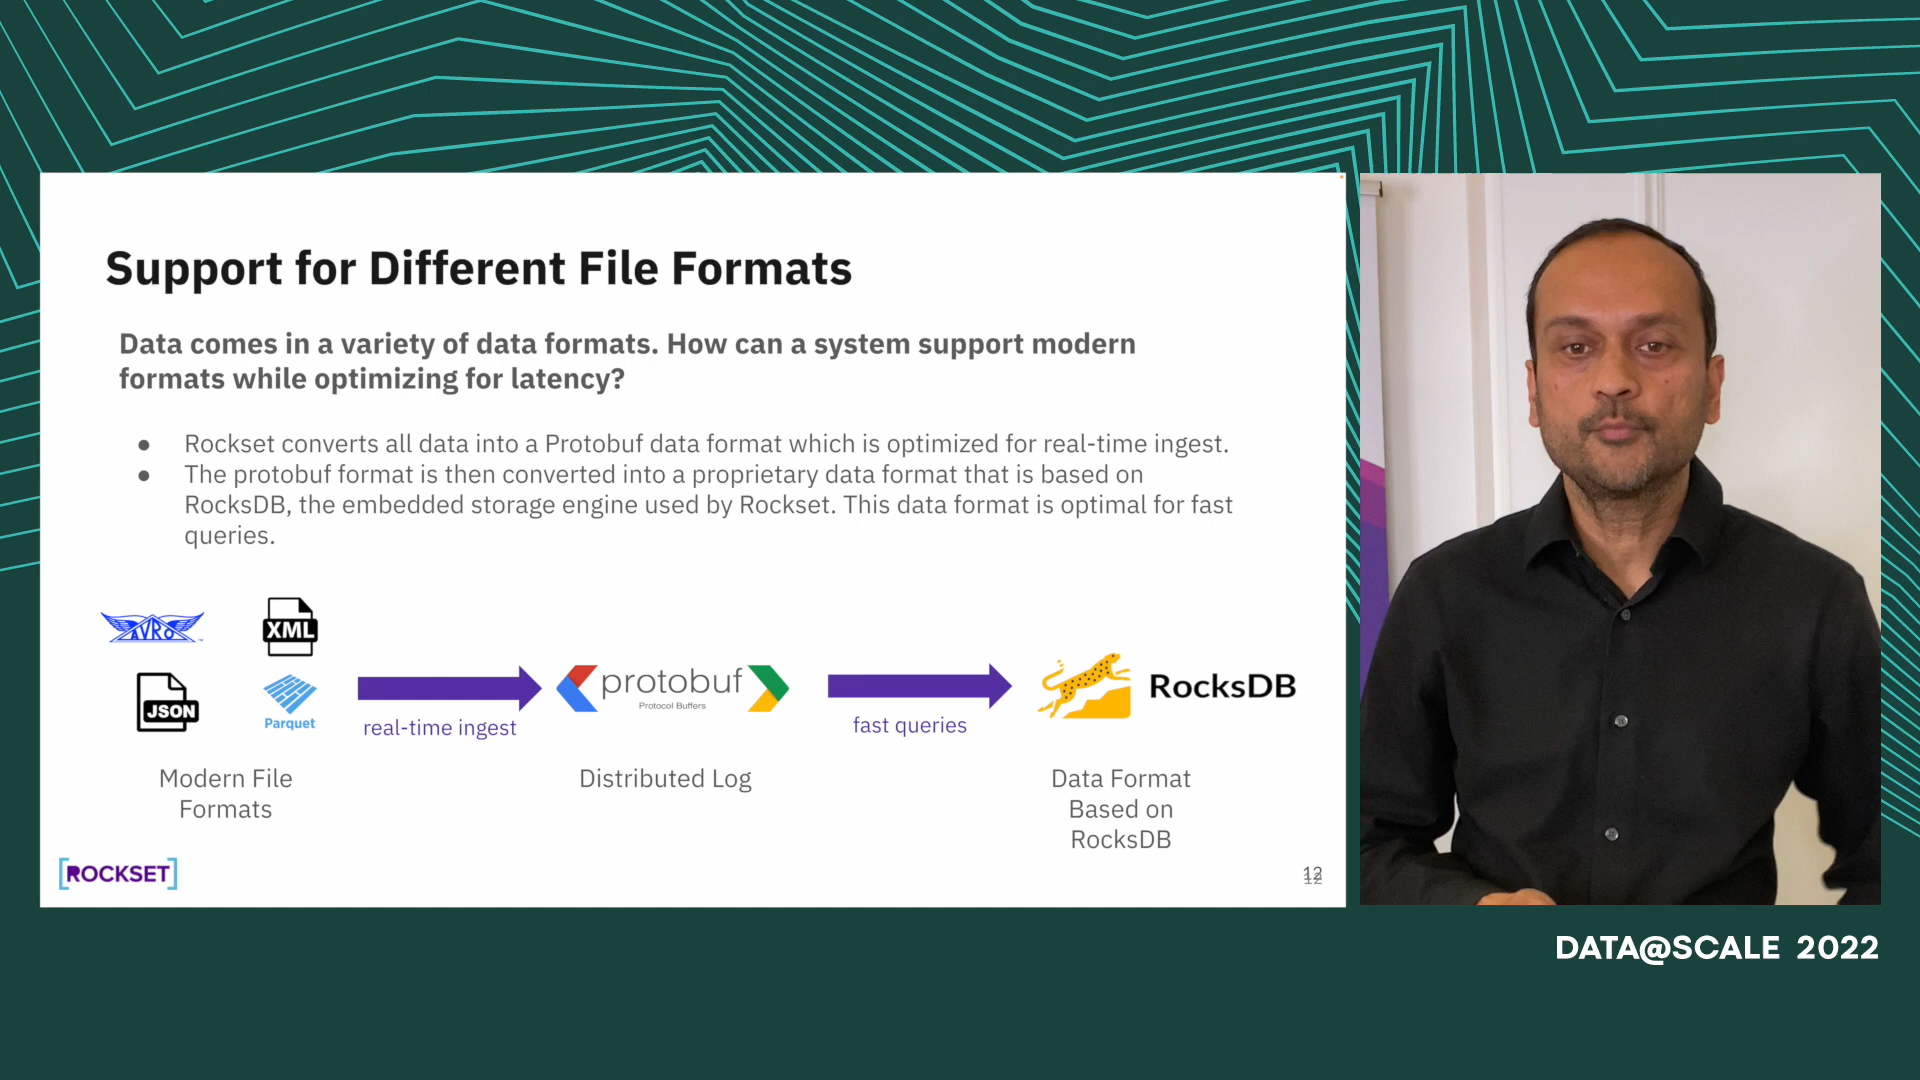 Support for Different File Formats
Data comes in a variety of data formats. How can a system support modern
formats while optimizing for latency?
● Rockset converts all data into a Protobuf data format which is optimized for real-time ingest.
● The protobuf format is then converted into a proprietary data format that is based on
RocksDB, the embedded storage engine used by Rockset. This data format is optimal for fast
queries.
AVRO
XML
JSON
Parquet
real-time ingest
protobuf
Protocol Buffers
fast queries
RocksDB
Modern File
Formats
Distributed Log
Data Format
Based on
RocksDB
[ROCKSET]
12
DATA@SCALE 2022